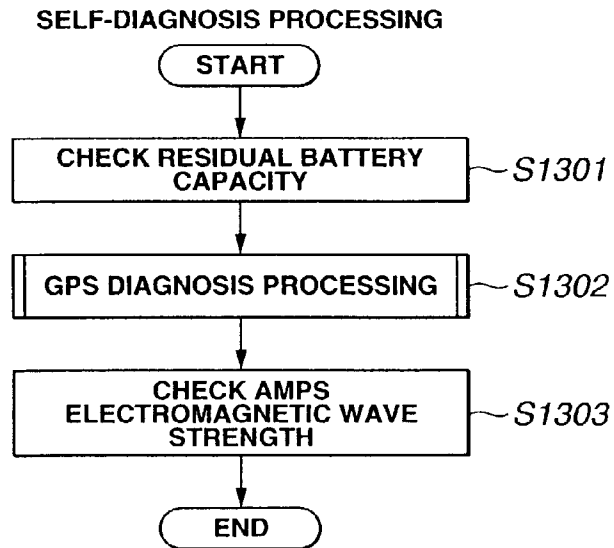 SELF-DIAGNOSIS PROCESSING
START
CHECK RESIDUAL BATTERY
CAPACITY
S1301
GPS DIAGNOSIS PROCESSING
S1302
CHECK AMPS
ELECTROMAGNETIC WAVE
STRENGTH
S1303
END